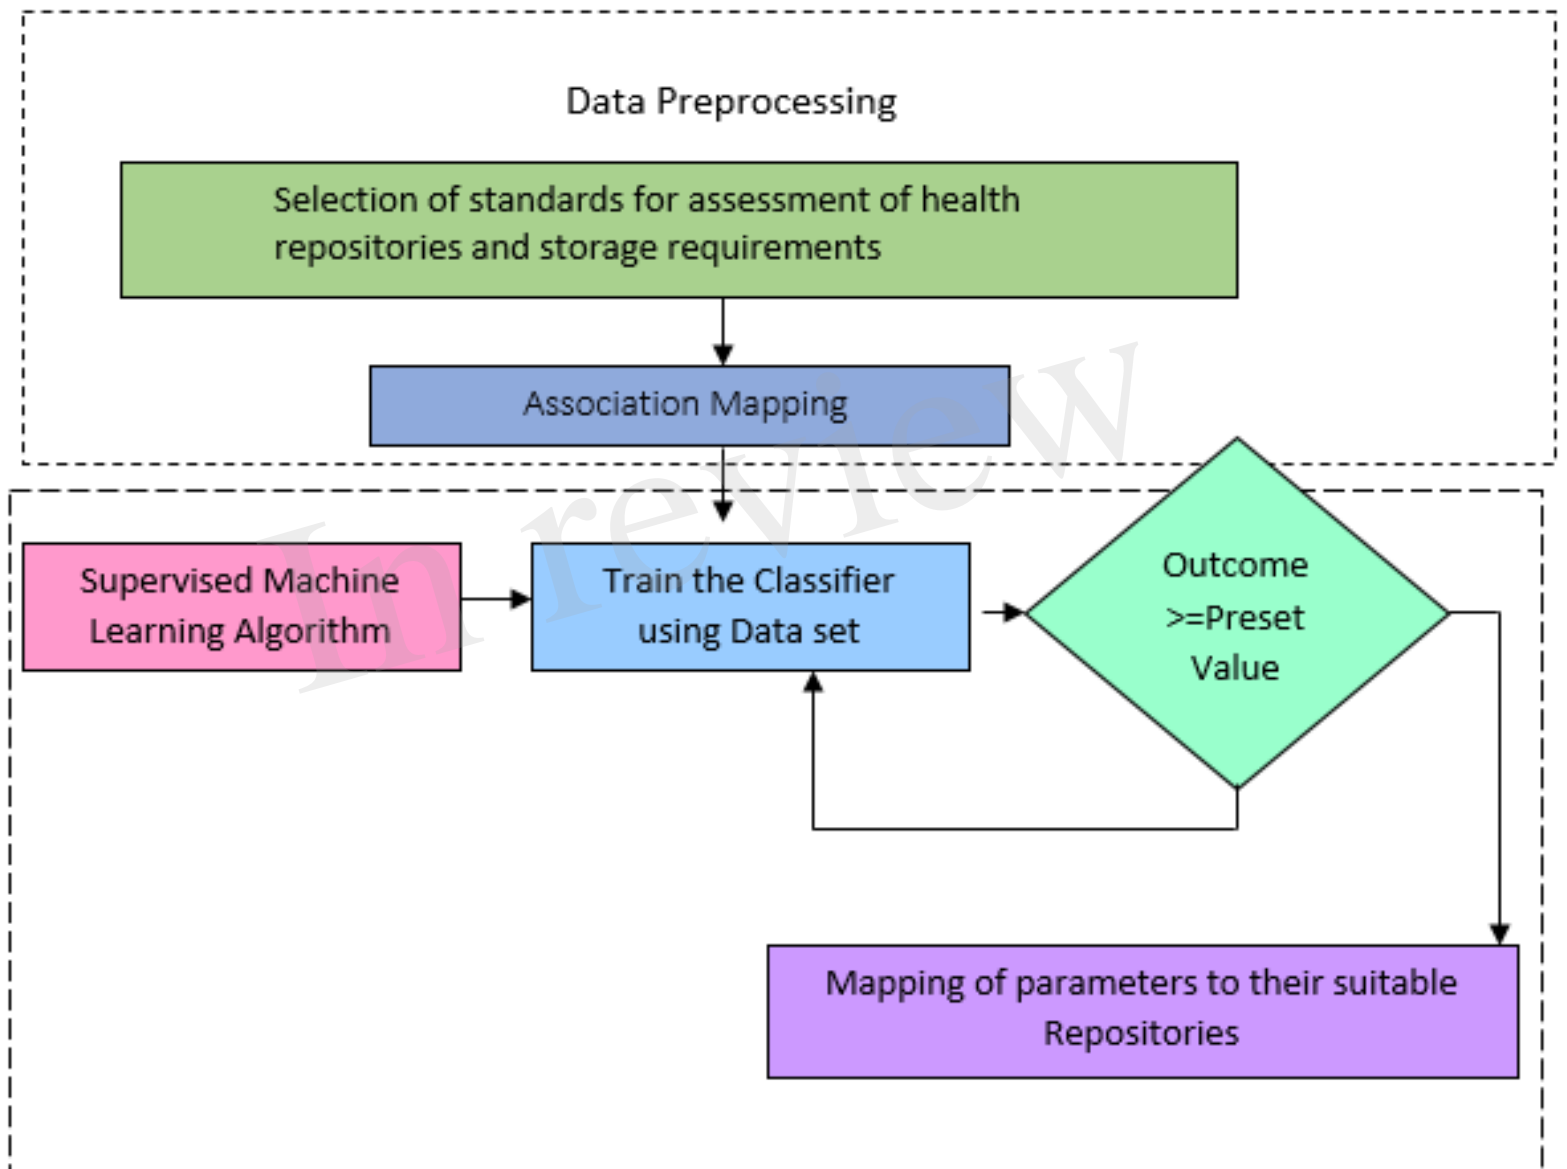 Data Preprocessing
Selection of standards for assessment of health
repositories and storage requirements
Association Mapping
In review
Supervised Machine
Learning Algorithm
Train the Classifier
using Data set
Outcome
>=Preset
Value
Mapping of parameters to their suitable
Repositories